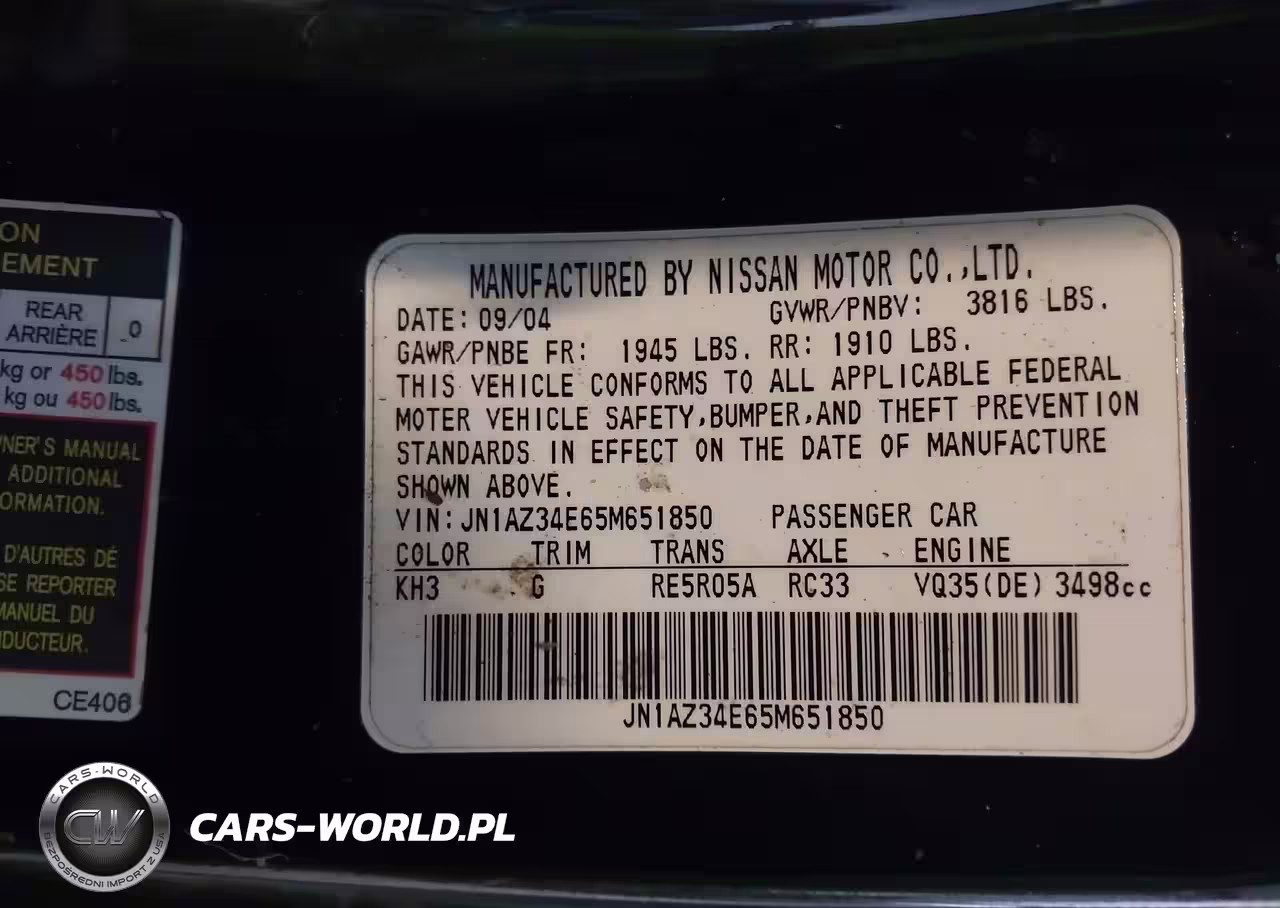 ON
EMENT
REAR
ARRIÈRE
0
kg or 450 lbs.
kg ou 450 lbs.
NER'S MANUAL
ADDITIONAL
ORMATION.
D'AUTRES DÉ
SE REPORTER
MANUEL DU
DUCTEUR.
CE406
MANUFACTURED BY NISSAN MOTOR CO.,LTD.
DATE: 09/04 GVWR/PNBV: 3816 LBS.
GAWR/PNBE FR: 1945 LBS. RR: 1910 LBS.
THIS VEHICLE CONFORMS TO ALL APPLICABLE FEDERAL
MOTER VEHICLE SAFETY,BUMPER,AND THEFT PREVENTION
STANDARDS IN EFFECT ON THE DATE OF MANUFACTURE
SHOWN ABOVE.
VIN: JN1AZ34E65M651850 PASSENGER CAR
COLOR TRIM TRANS AXLE ENGINE
KH3 G RE5R05A RC33 VQ35(DE) 3498cc
JN1AZ34E65M651850
CARS-WORLD
CW
BEZPOŚREDNI IMPORT Z USA
CARS-WORLD.PL